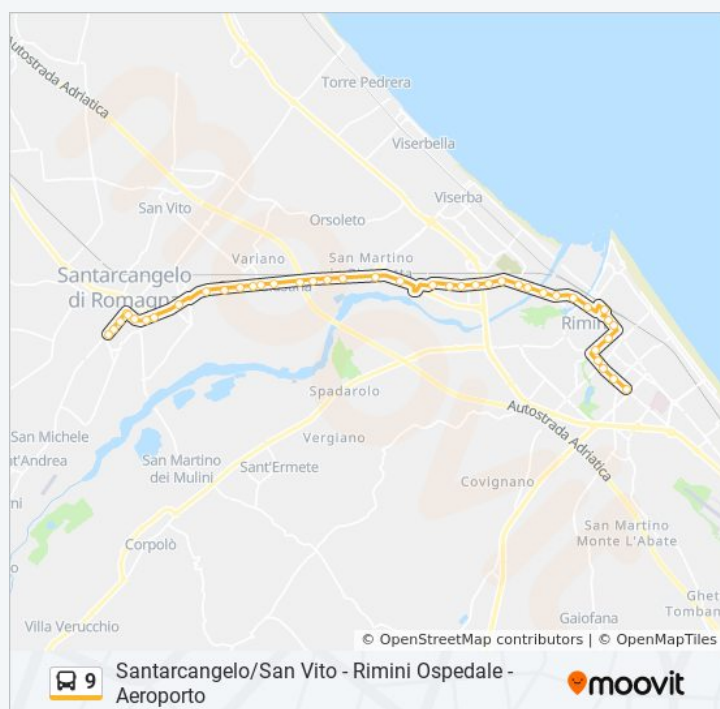 Autostrada Adriatica
Torre Pedrera
Viserbella
Viserba
San Vito
Orsoleto
Variano
San Martino
Santarcangelo
di Romagna
Rimini
Spadarolo
Vergiano
Autostrada Adriatica
San Michele
Sant'Ermete
San Martino
dei Mulini
Covignano
Corpolò
San Martino
Monte L'Abate
Villa Verucchio
Gaiofana
© OpenStreetMap contributors | © OpenMapTiles
9
Santarcangelo/San Vito - Rimini Ospedale -
Aeroporto
moovit